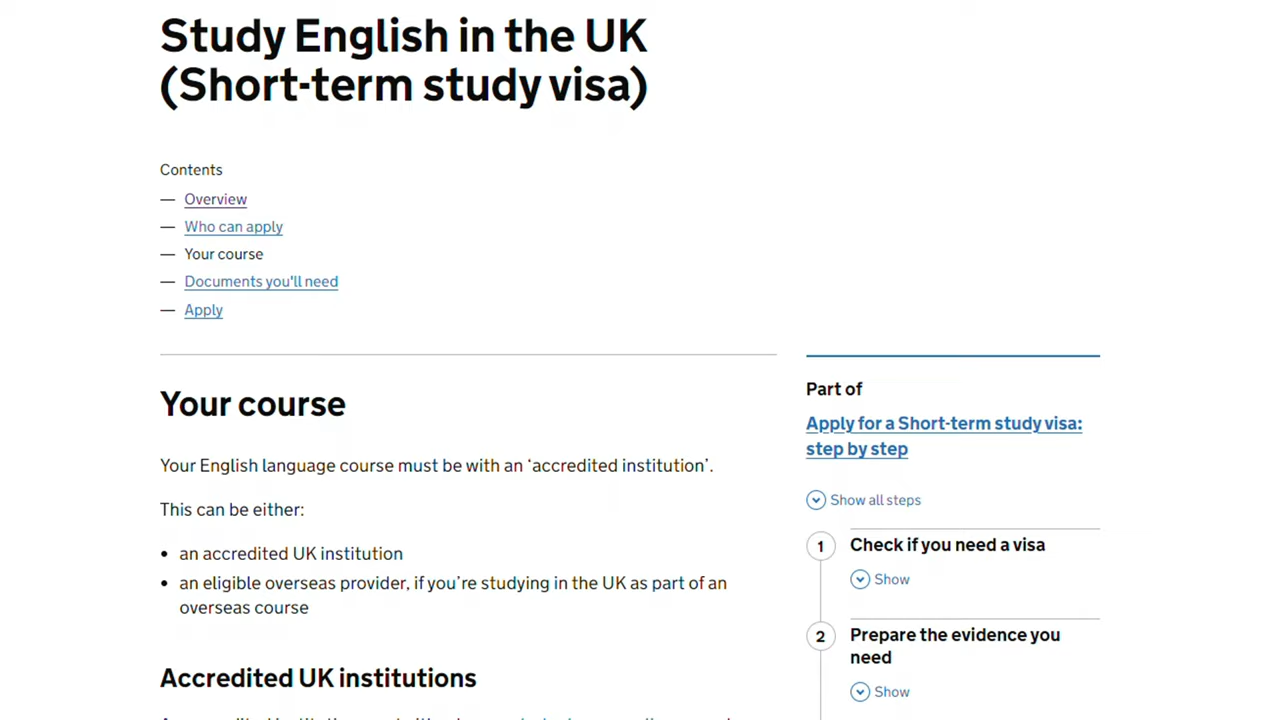 Study English in the UK
(Short-term study visa)
Contents
— Overview
— Who can apply
— Your course
— Documents you'll need
— Apply
Your course
Your English language course must be with an ‘accredited institution’.
This can be either:
• an accredited UK institution
• an eligible overseas provider, if you’re studying in the UK as part of an
overseas course
Accredited UK institutions
Part of
Apply for a Short-term study visa:
step by step
Show all steps
1 Check if you need a visa
Show
2 Prepare the evidence you
need
Show